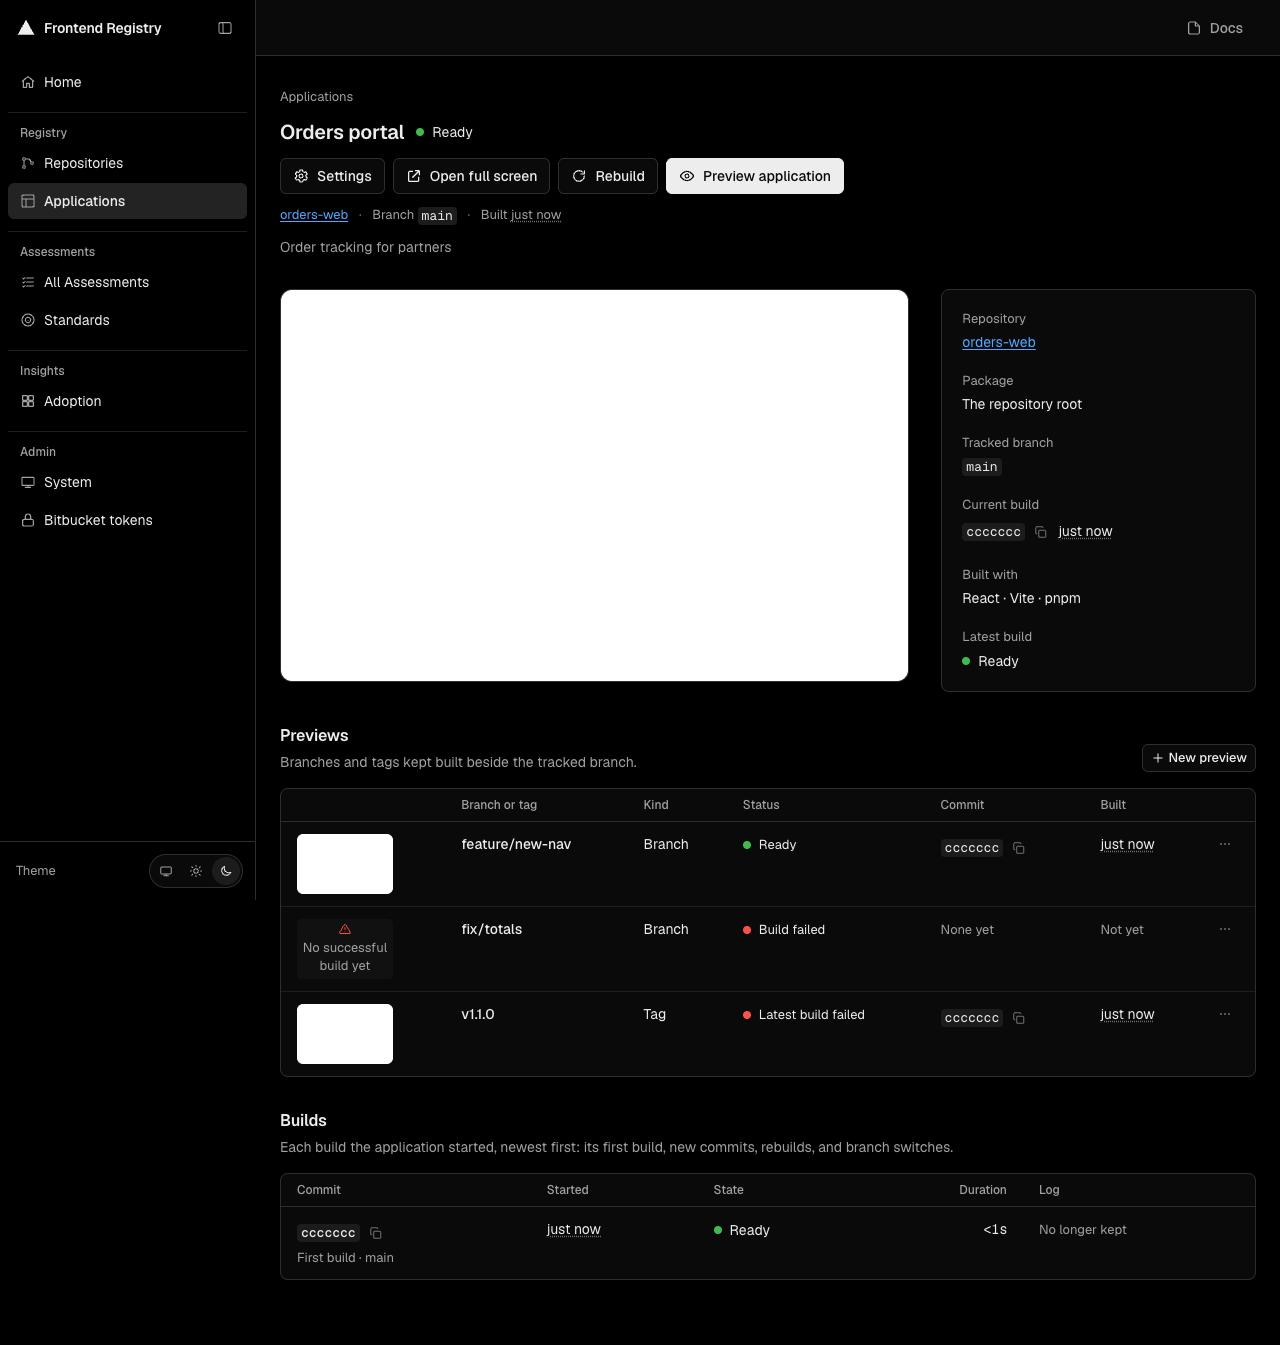 Frontend Registry
Docs
Home
Registry
Repositories
Applications
Assessments
All Assessments
Standards
Insights
Adoption
Admin
System
Bitbucket tokens
Theme
Applications
Orders portal Ready
Settings Open full screen Rebuild Preview application
orders-web · Branch main · Built just now
Order tracking for partners
Repository
orders-web
Package
The repository root
Tracked branch
main
Current build
ccccccc just now
Built with
React · Vite · pnpm
Latest build
Ready
Previews
Branches and tags kept built beside the tracked branch.
New preview
Branch or tag Kind Status Commit Built
feature/new-nav Branch Ready ccccccc just now
No successful
build yet
fix/totals Branch Build failed None yet Not yet
v1.1.0 Tag Latest build failed ccccccc just now
Builds
Each build the application started, newest first: its first build, new commits, rebuilds, and branch switches.
Commit Started State Duration Log
ccccccc just now Ready <1s No longer kept
First build · main